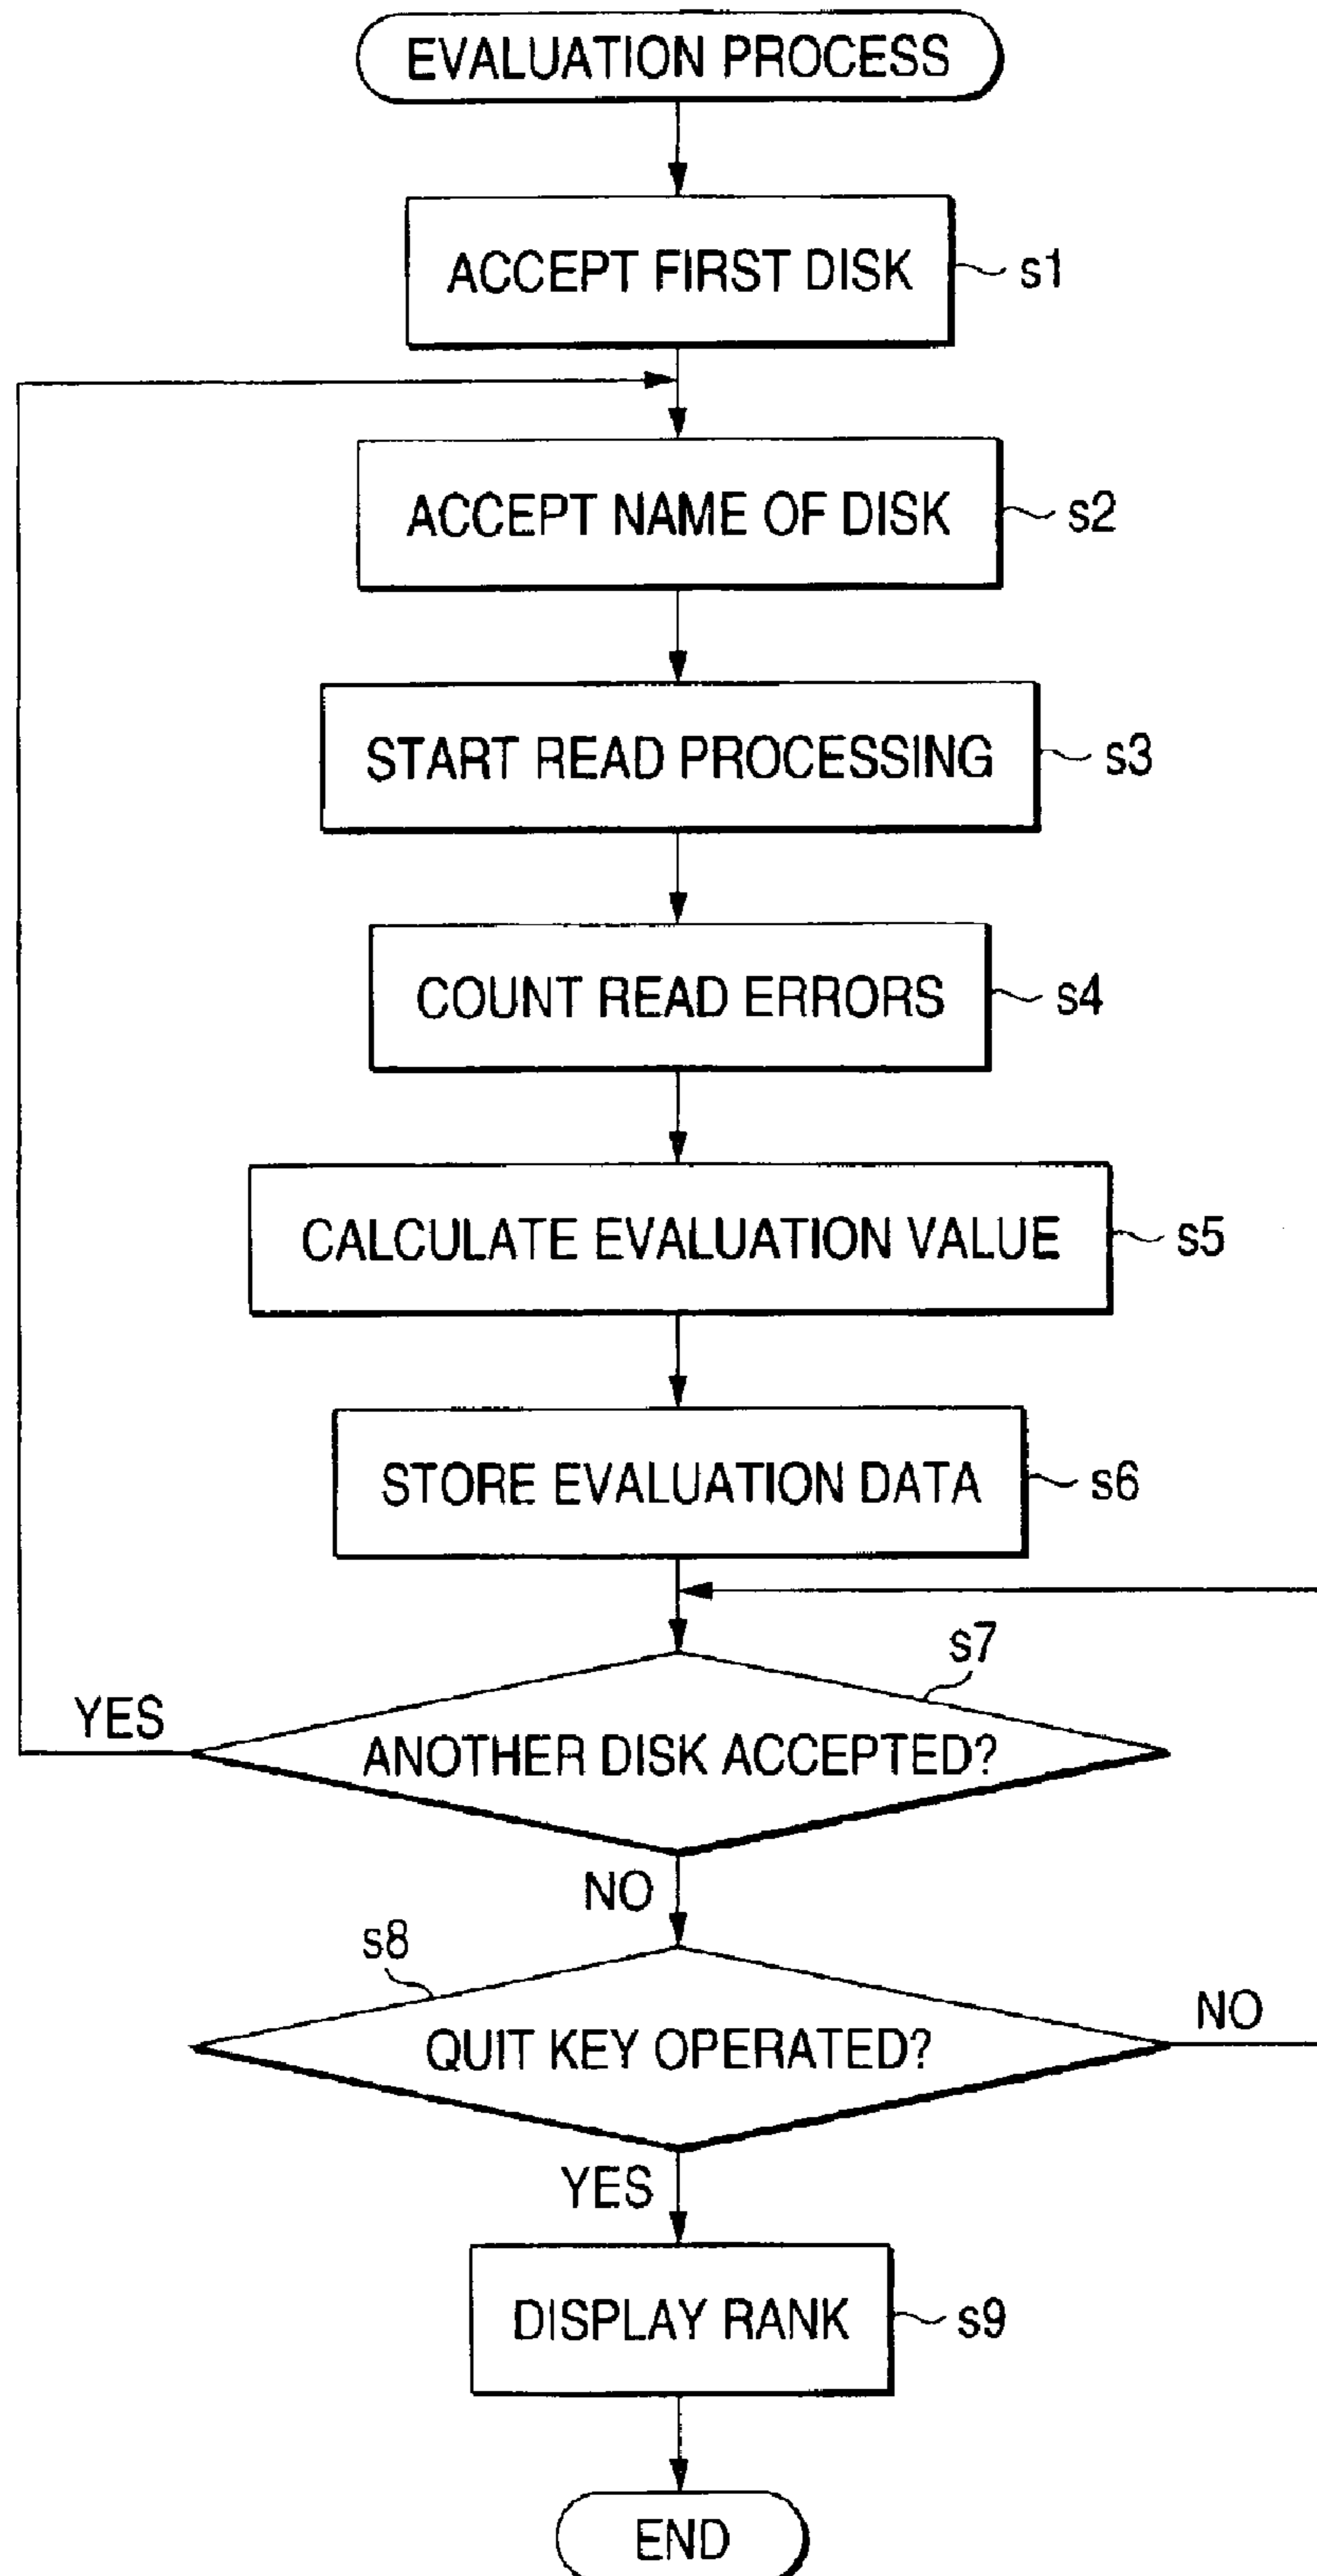 EVALUATION PROCESS
ACCEPT FIRST DISK s1
ACCEPT NAME OF DISK s2
START READ PROCESSING s3
COUNT READ ERRORS s4
CALCULATE EVALUATION VALUE s5
STORE EVALUATION DATA s6
s7
YES
ANOTHER DISK ACCEPTED?
NO
s8
NO
QUIT KEY OPERATED?
YES
DISPLAY RANK s9
END